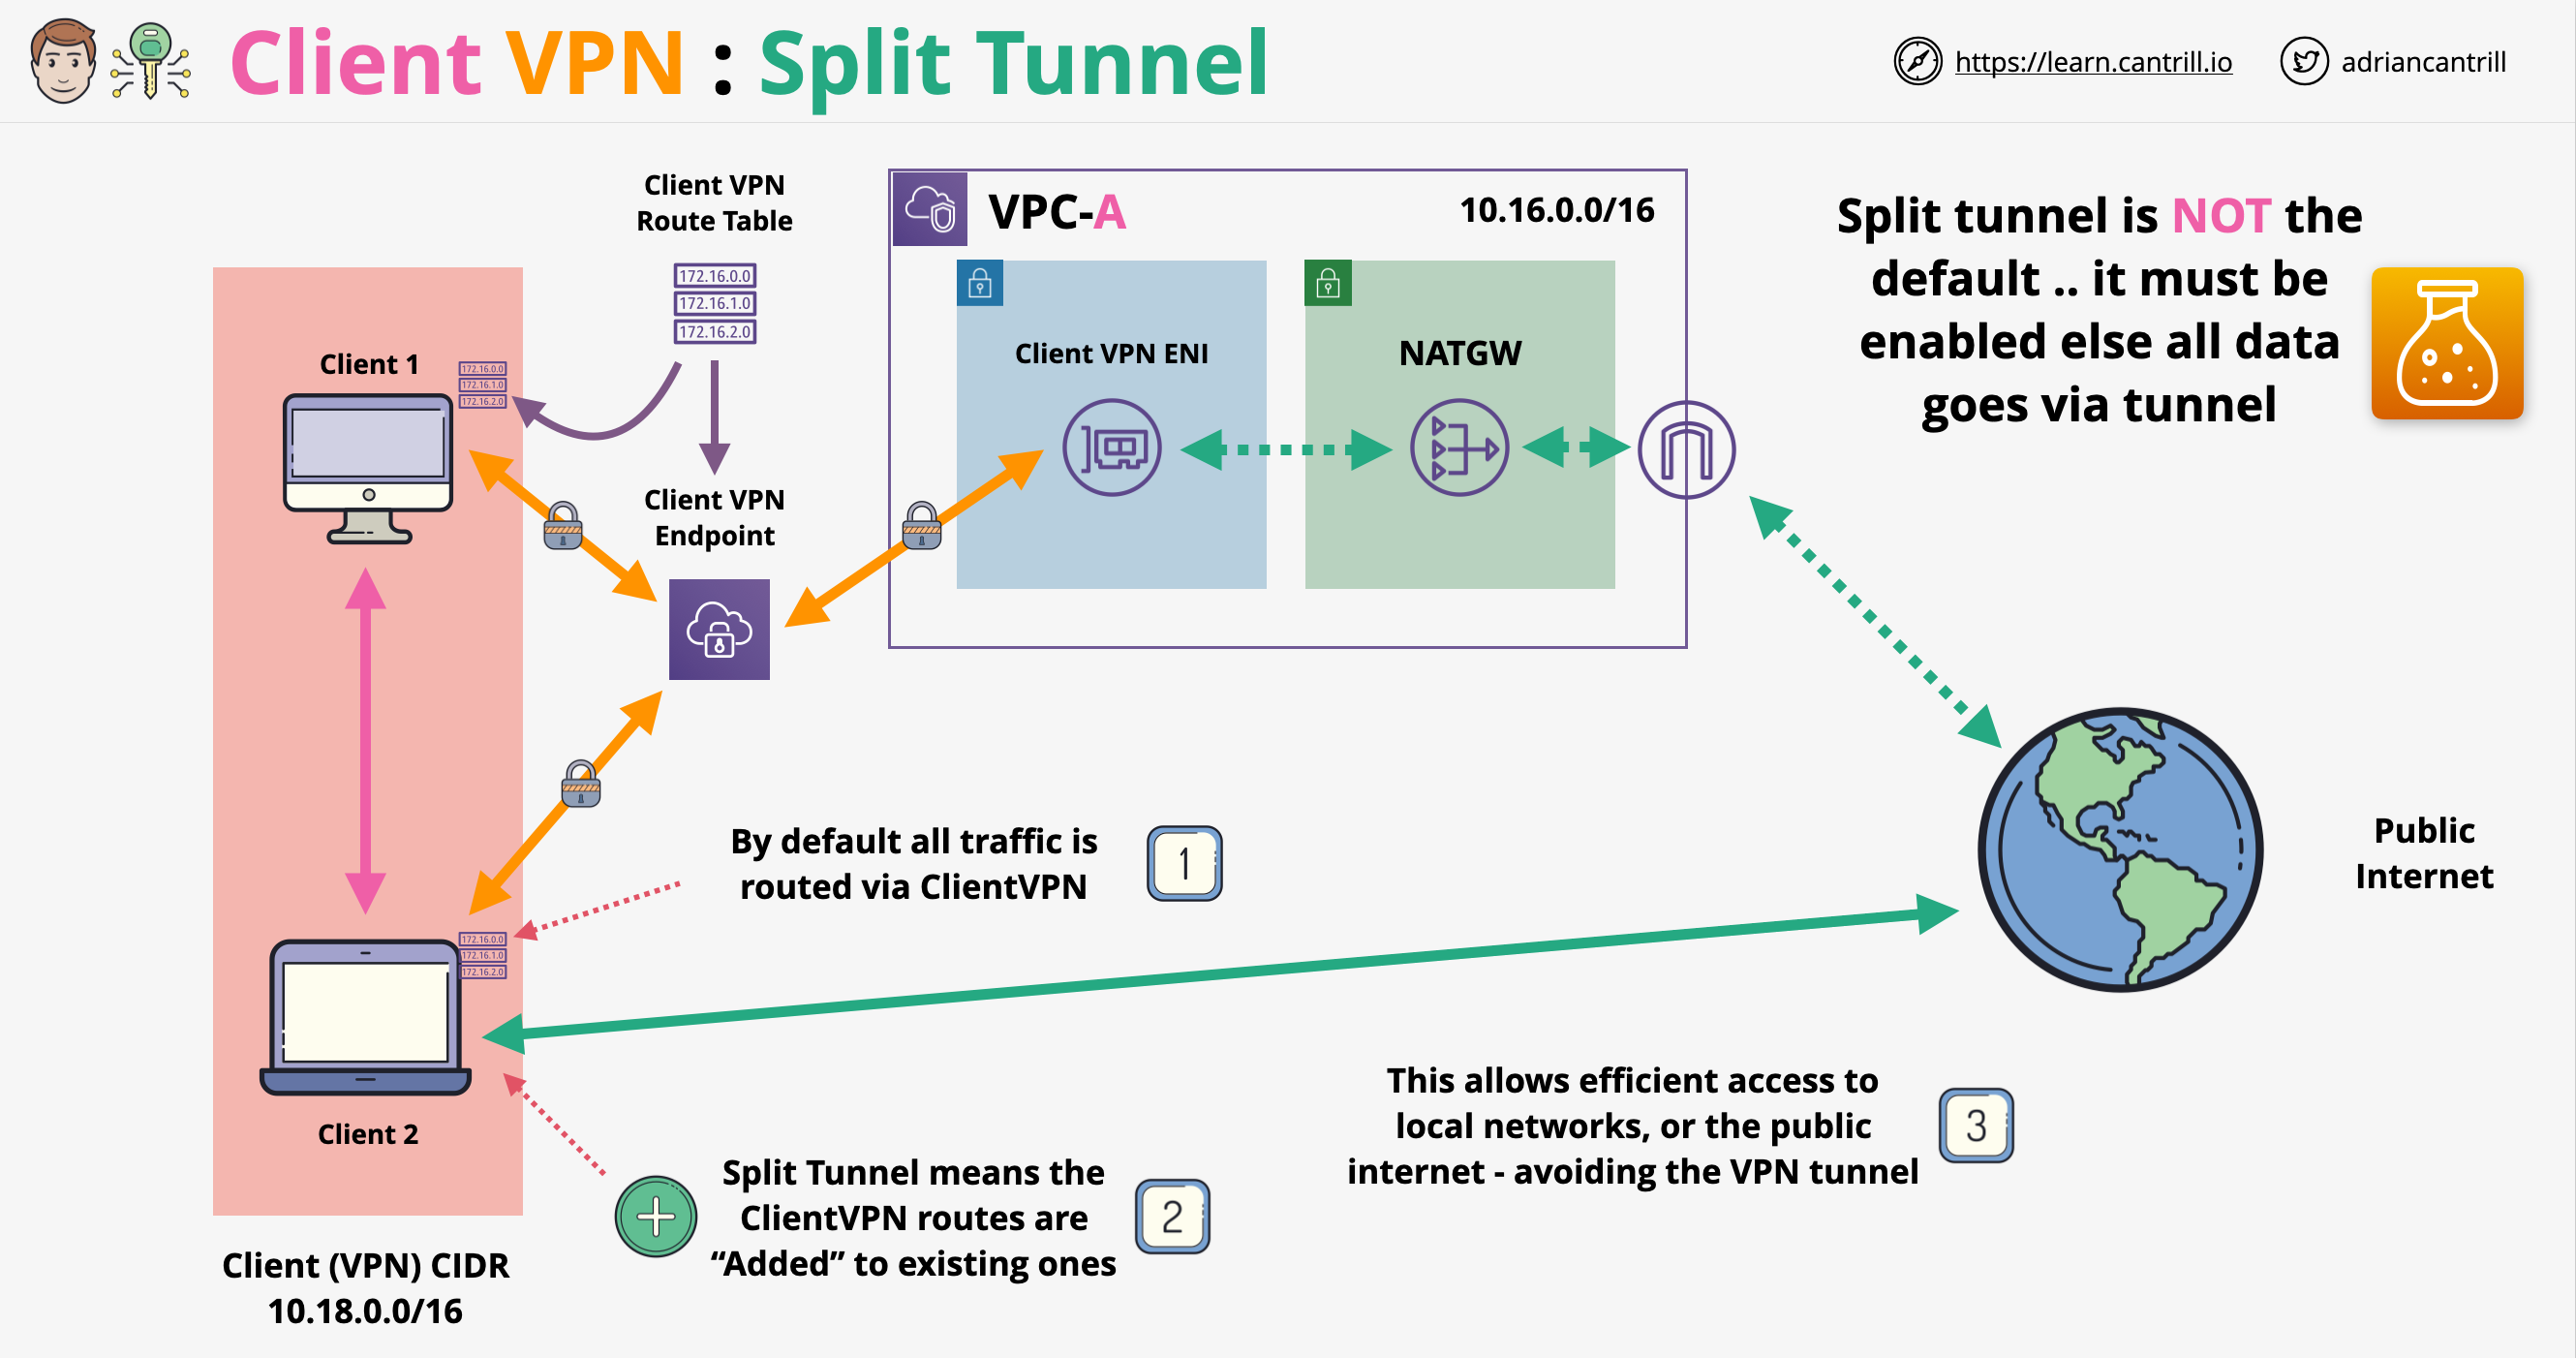 Client VPN : Split Tunnel
https://learn.cantrill.io
adriancantrill
Client VPN
Route Table
172.16.0.0
172.16.1.0
172.16.2.0
VPC-A
10.16.0.0/16
Split tunnel is NOT the
default .. it must be
enabled else all data
goes via tunnel
Client 1
172.16.0.0
172.16.1.0
172.16.2.0
Client VPN ENI
NATGW
Client VPN
Endpoint
By default all traffic is
routed via ClientVPN
1
Public
Internet
172.16.0.0
172.16.1.0
172.16.2.0
Client 2
This allows efficient access to
local networks, or the public
internet - avoiding the VPN tunnel
3
Split Tunnel means the
ClientVPN routes are
“Added” to existing ones
2
Client (VPN) CIDR
10.18.0.0/16